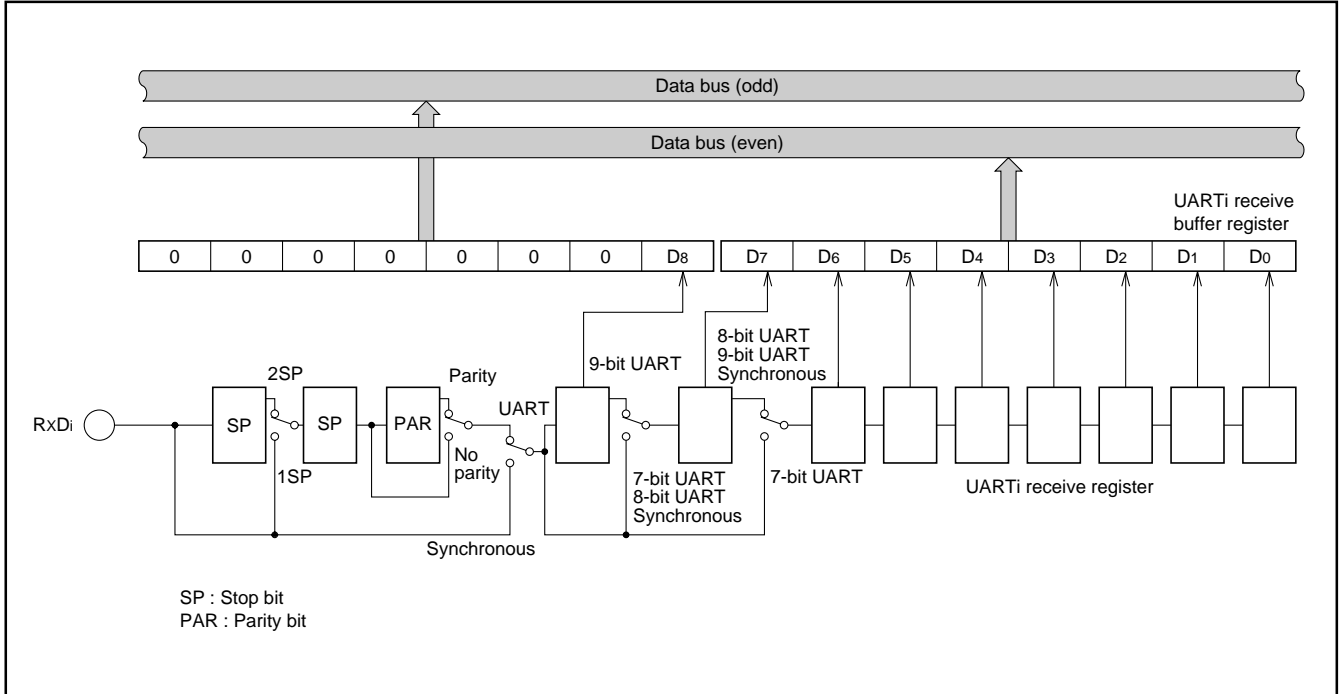 Data bus (odd)
Data bus (even)
UARTi receive
buffer register
0 0 0 0 0 0 0 D8 D7 D6 D5 D4 D3 D2 D1 D0
8-bit UART
9-bit UART
Synchronous
9-bit UART
2SP
Parity
UART
RxDi
SP
SP
PAR
1SP
No
parity
7-bit UART
8-bit UART
Synchronous
7-bit UART
UARTi receive register
Synchronous
SP : Stop bit
PAR : Parity bit